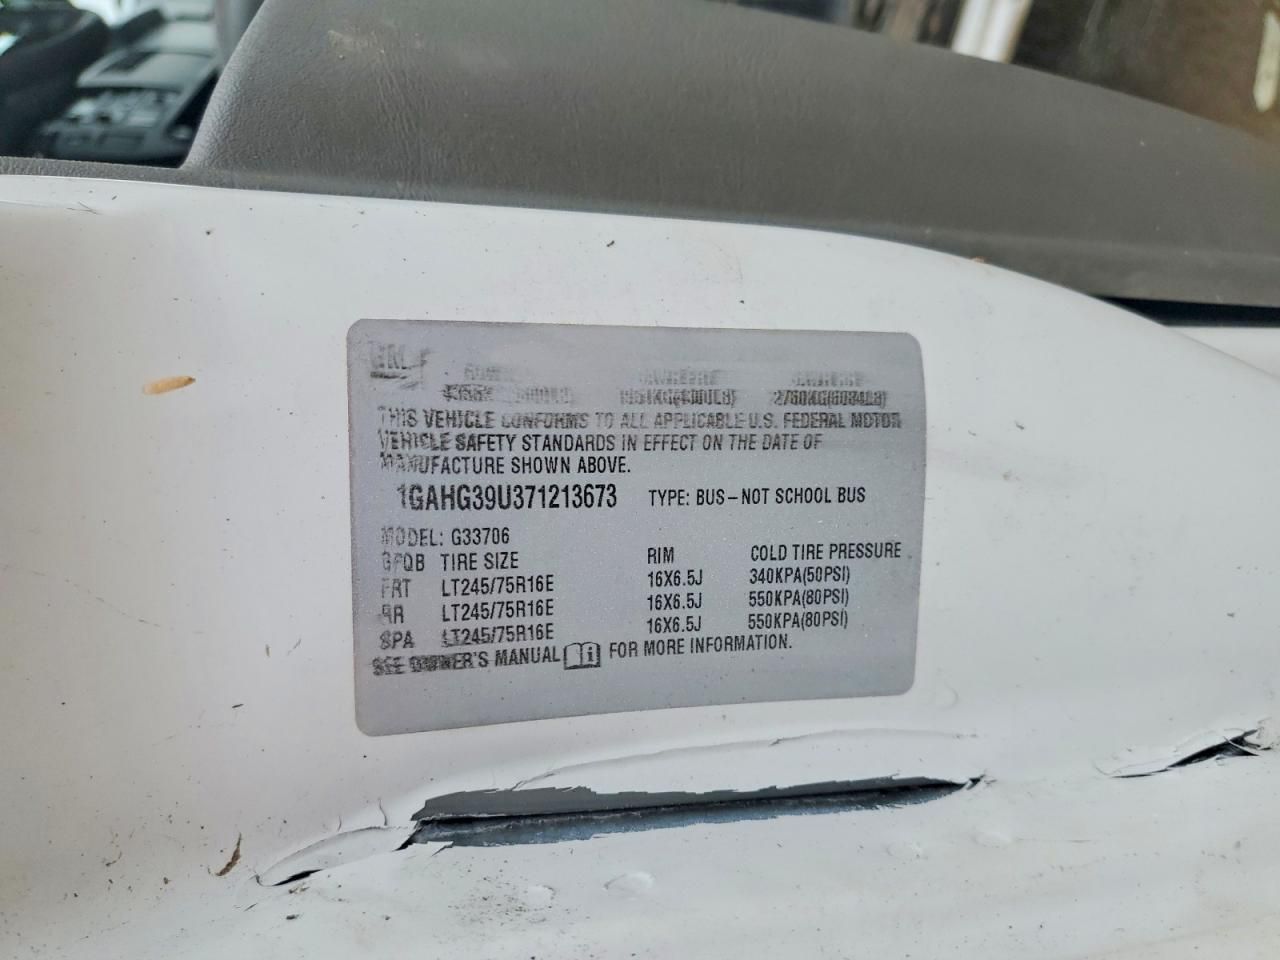 GM
THIS VEHICLE CONFORMS TO ALL APPLICABLE U.S. FEDERAL MOTOR
VEHICLE SAFETY STANDARDS IN EFFECT ON THE DATE OF
MANUFACTURE SHOWN ABOVE.
1GAHG39U371213673 TYPE: BUS-NOT SCHOOL BUS
MODEL: G33706
TIRE SIZE RIM COLD TIRE PRESSURE
FRT LT245/75R16E 16X6.5J 340KPA(50PSI)
RR LT245/75R16E 16X6.5J 550KPA(80PSI)
SPA LT245/75R16E 16X6.5J 550KPA(80PSI)
SEE OWNER'S MANUAL FOR MORE INFORMATION.